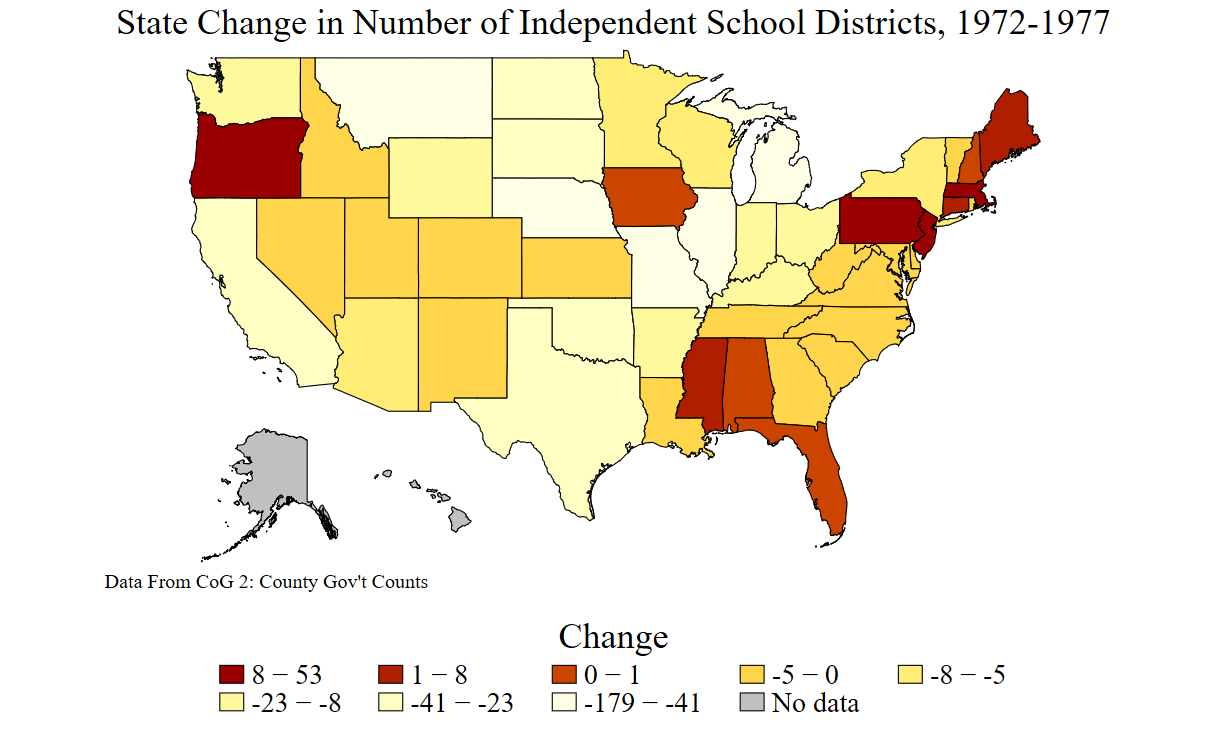 State Change in Number of Independent School Districts, 1972-1977
Data From CoG 2: County Gov't Counts
Change
8 − 53 1 − 8 0 − 1 -5 − 0 -8 − -5
-23 − -8 -41 − -23 -179 − -41 No data